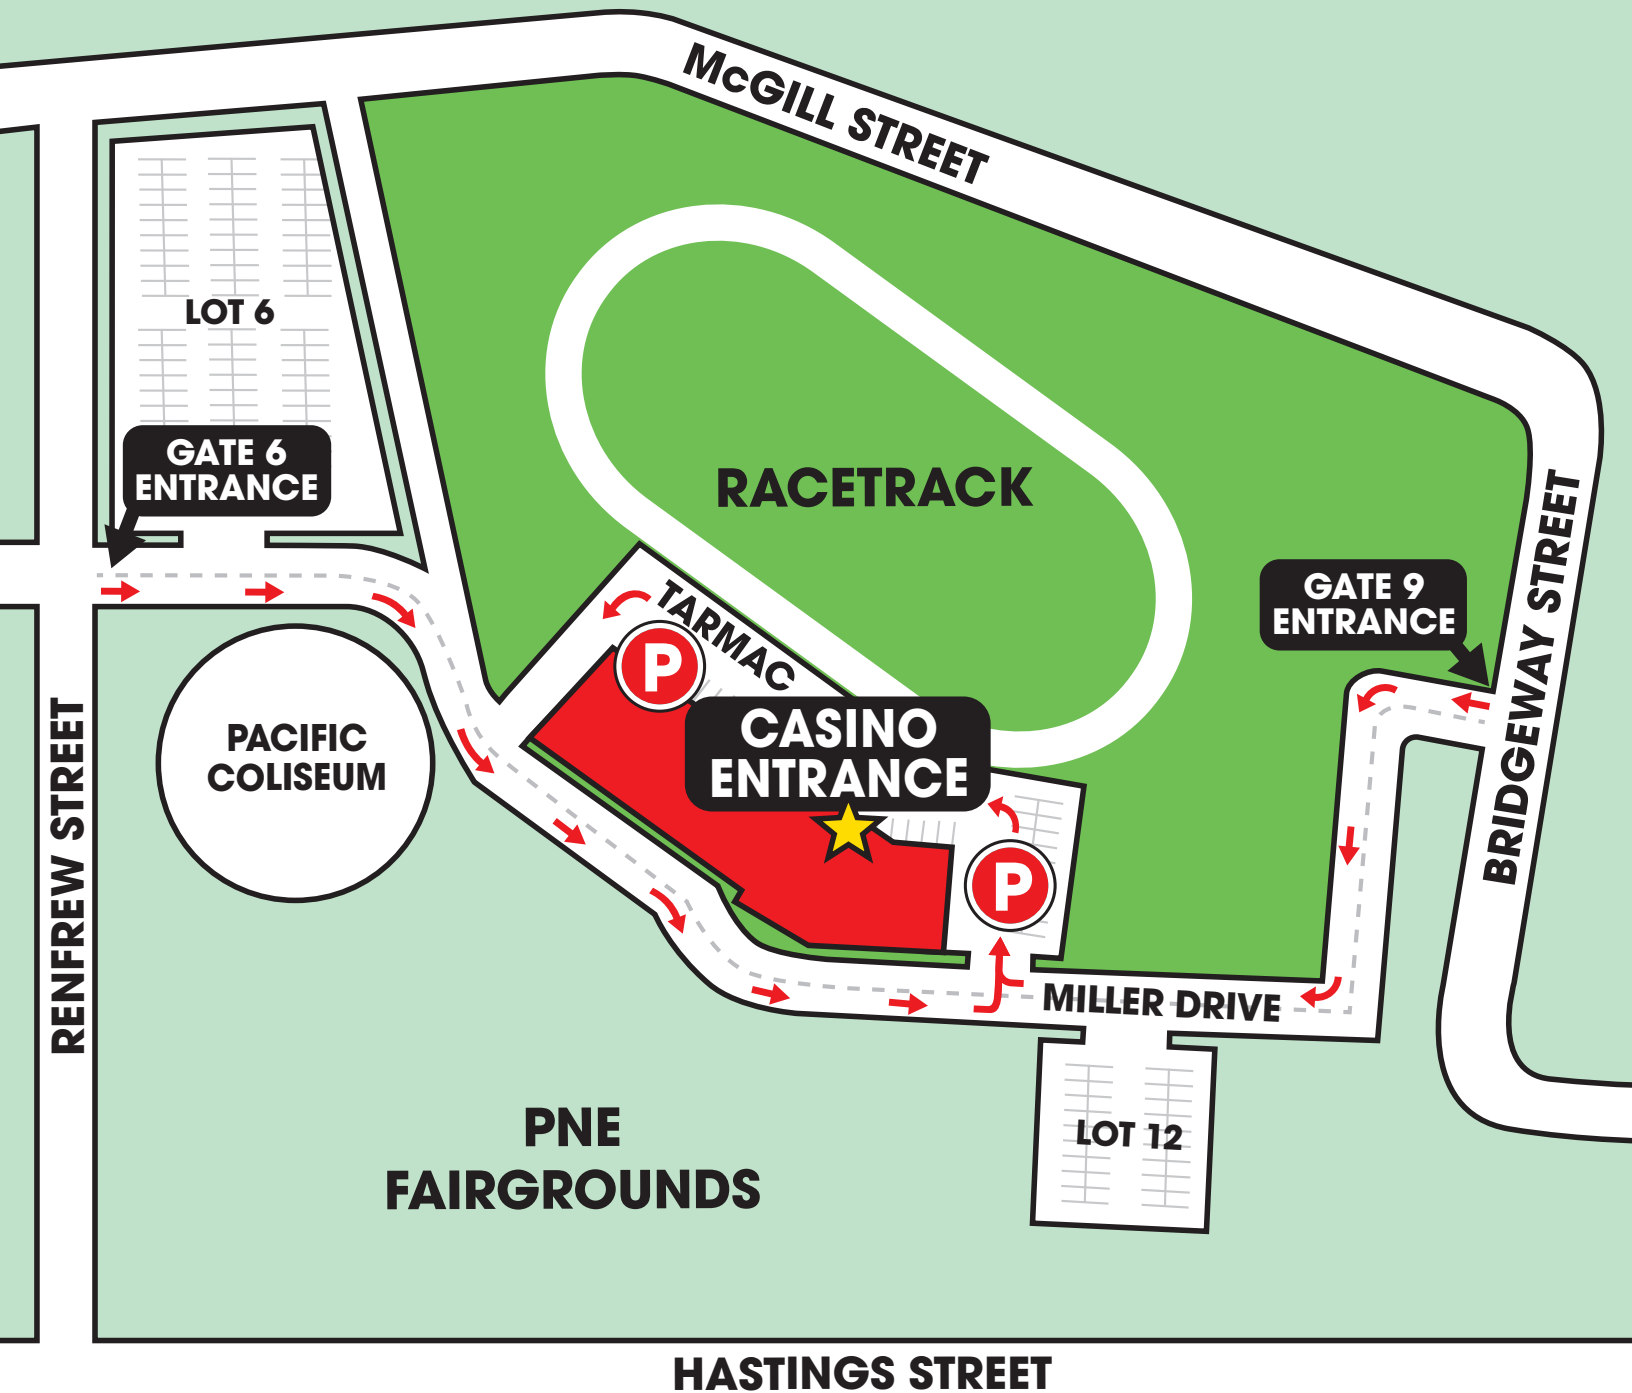 McGILL STREET
LOT 6
GATE 6
ENTRANCE
RACETRACK
BRIDGEWAY STREET
GATE 9
ENTRANCE
TARMAC
P
CASINO
ENTRANCE
PACIFIC
COLISEUM
RENFREW STREET
P
MILLER DRIVE
PNE
FAIRGROUNDS
LOT 12
HASTINGS STREET